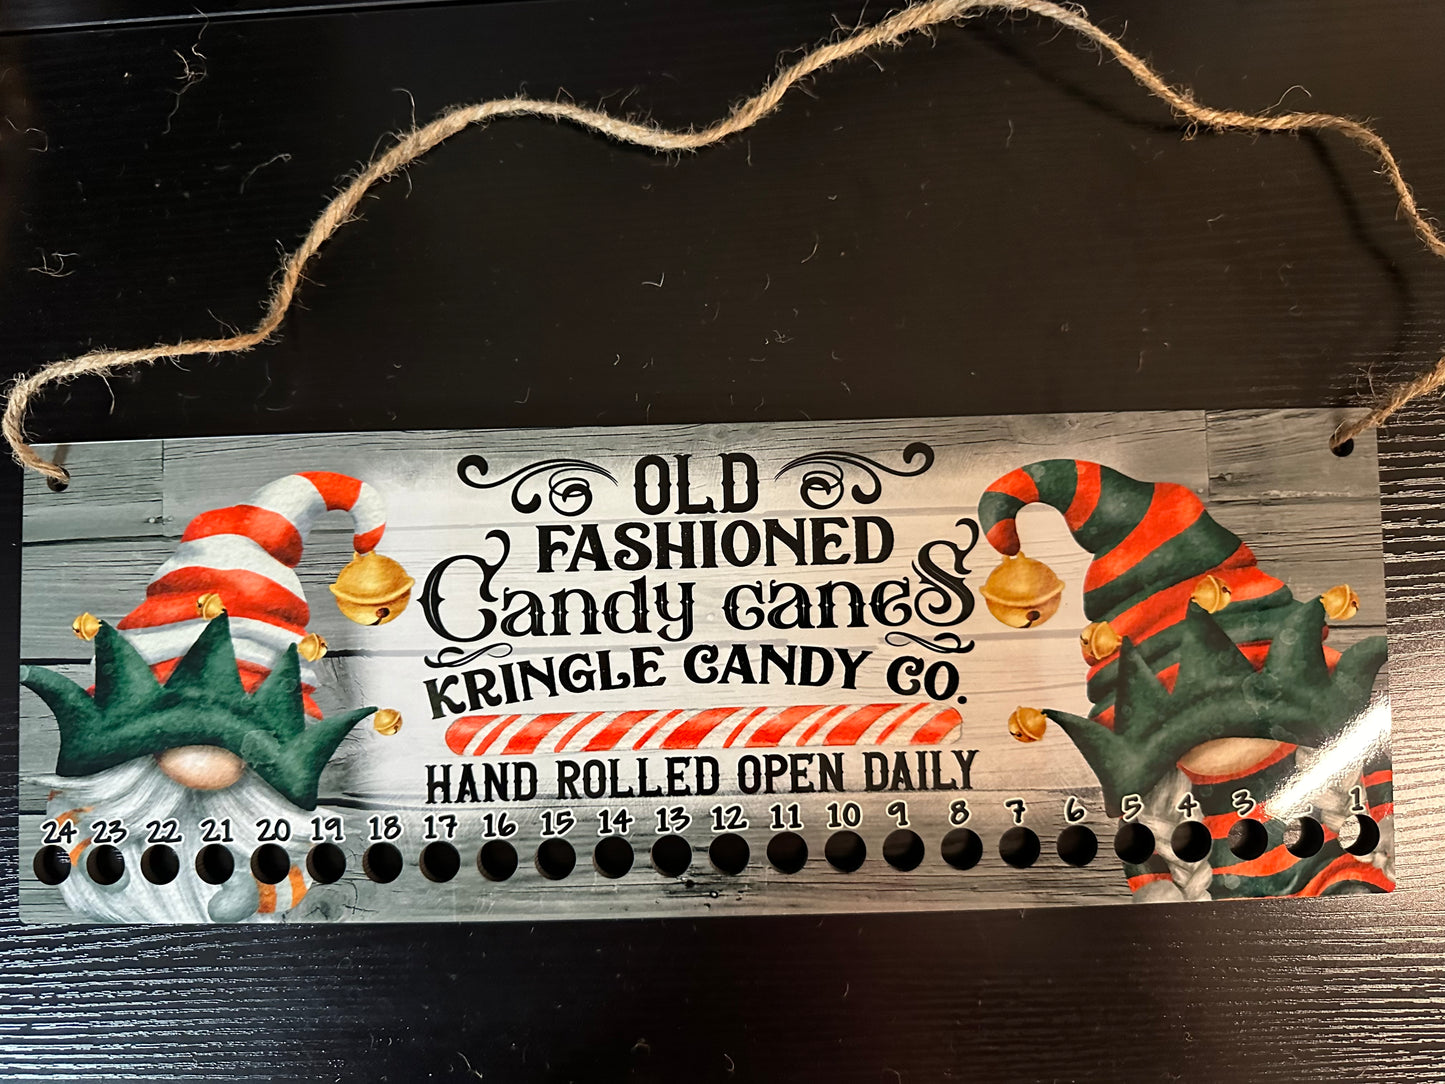 OLD
FASHIONED
Candy canes
KRINGLE CANDY CO.
HAND ROLLED OPEN DAILY
24 23 22 21 20 19 18 17 16 15 14 13 12 11 10 9 8 7 6 5 4 3 1